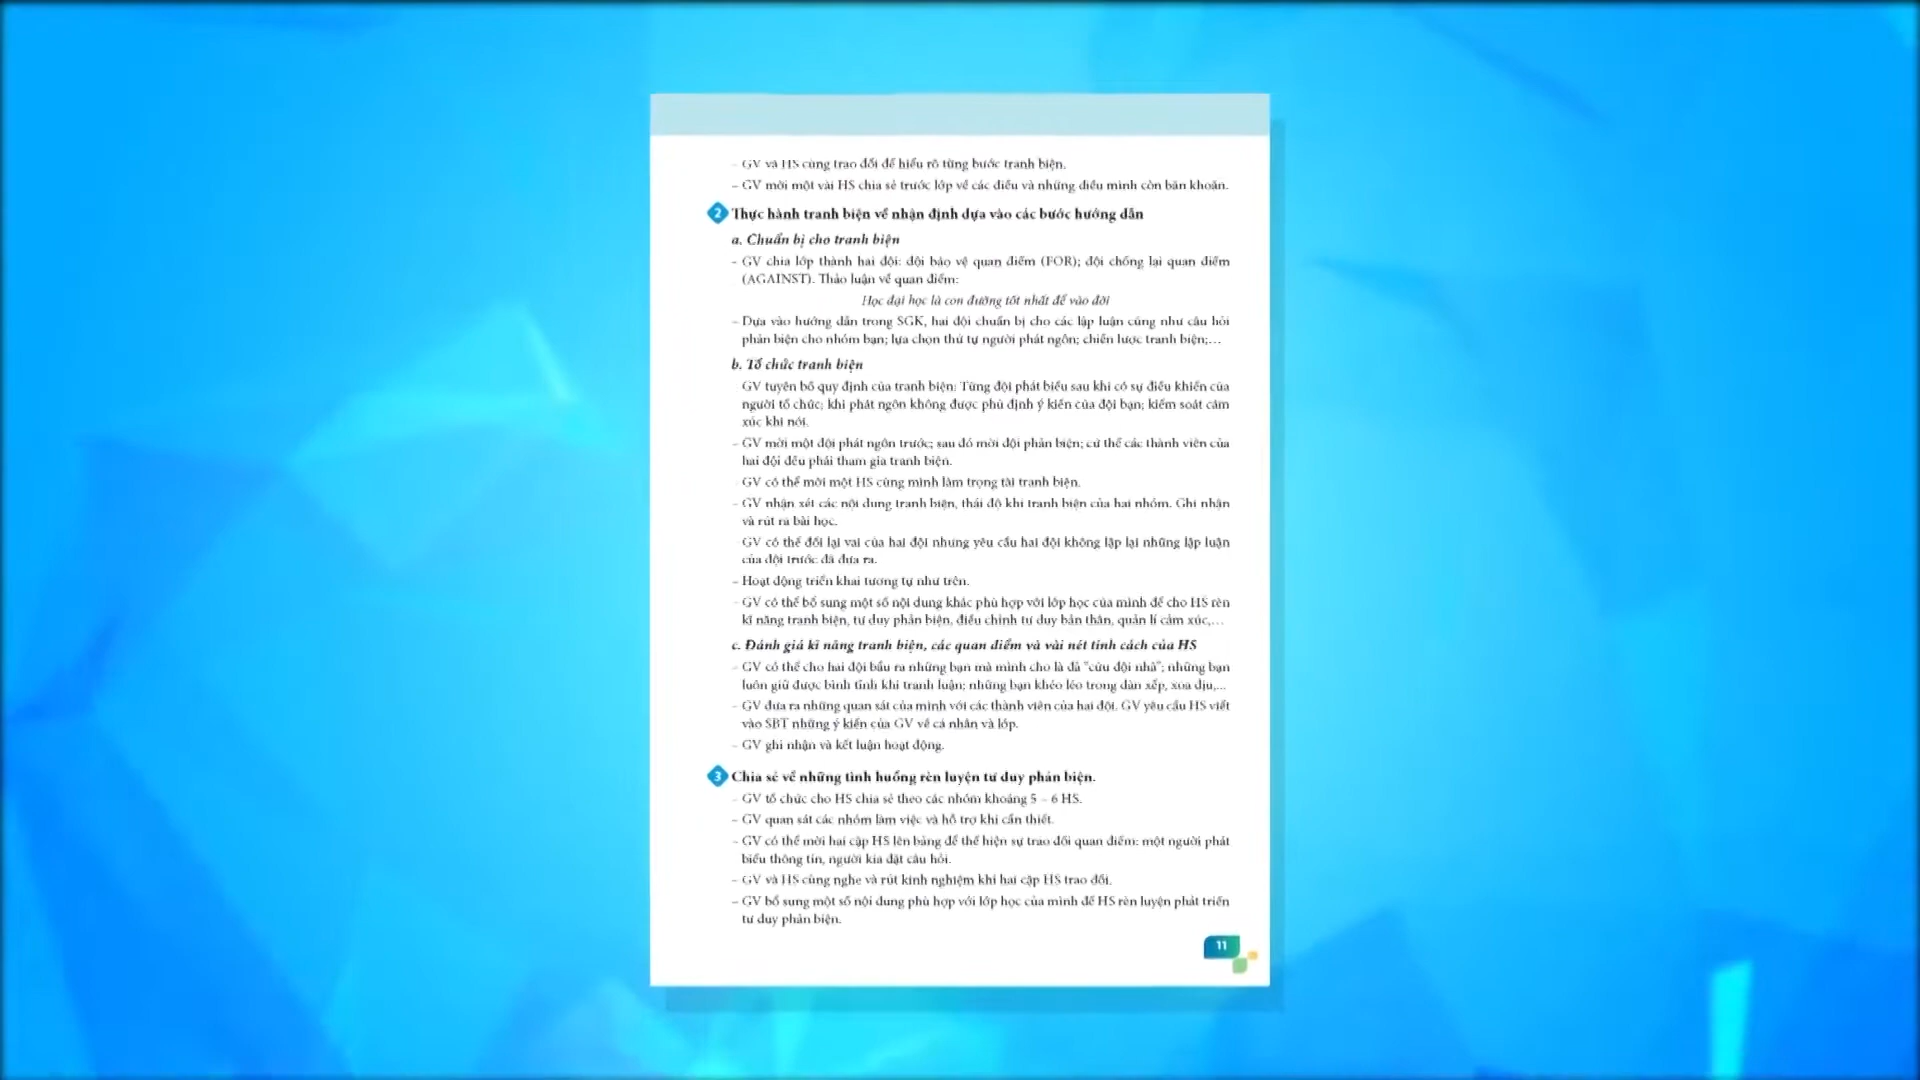 – GV và HS cùng trao đổi để hiểu rõ từng bước tranh biện.
– GV mời một vài HS chia sẻ trước lớp về các điều và những điều mình còn băn khoăn.
2 Thực hành tranh biện về nhận định dựa vào các bước hướng dẫn
a. Chuẩn bị cho tranh biện
– GV chia lớp thành hai đội: đội bảo vệ quan điểm (FOR); đội chống lại quan điểm
(AGAINST). Thảo luận về quan điểm:
Học đại học là con đường tốt nhất để vào đời
– Dựa vào hướng dẫn trong SGK, hai đội chuẩn bị cho các lập luận cũng như câu hỏi
phản biện cho nhóm bạn; lựa chọn thứ tự người phát ngôn; chiến lược tranh biện;…
b. Tổ chức tranh biện
GV tuyên bố quy định của tranh biện: Từng đội phát biểu sau khi có sự điều khiển của
người tổ chức; khi phát ngôn không được phủ định ý kiến của đội bạn; kiểm soát cảm
xúc khi nói.
– GV mời một đội phát ngôn trước; sau đó mời đội phản biện; cứ thế các thành viên của
hai đội đều phải tham gia tranh biện.
GV có thể mời một HS cùng mình làm trọng tài tranh biện.
– GV nhận xét các nội dung tranh biện, thái độ khi tranh biện của hai nhóm. Ghi nhận
và rút ra bài học.
GV có thể đổi lại vai của hai đội nhưng yêu cầu hai đội không lặp lại những lập luận
của đội trước đã đưa ra.
– Hoạt động triển khai tương tự như trên.
– GV có thể bổ sung một số nội dung khác phù hợp với lớp học của mình để cho HS rèn
kĩ năng tranh biện, tư duy phản biện, điều chỉnh tư duy bản thân, quản lí cảm xúc,…
c. Đánh giá kĩ năng tranh biện, các quan điểm và vài nét tính cách của HS
– GV có thể cho hai đội bầu ra những bạn mà mình cho là đã "cứu đội nhà"; những bạn
luôn giữ được bình tĩnh khi tranh luận; những bạn khéo léo trong dàn xếp, xoa dịu,...
– GV đưa ra những quan sát của mình với các thành viên của hai đội. GV yêu cầu HS viết
vào SBT những ý kiến của GV về cá nhân và lớp.
– GV ghi nhận và kết luận hoạt động.
3 Chia sẻ về những tình huống rèn luyện tư duy phản biện.
– GV tổ chức cho HS chia sẻ theo các nhóm khoảng 5 – 6 HS.
– GV quan sát các nhóm làm việc và hỗ trợ khi cần thiết.
– GV có thể mời hai cặp HS lên bảng để thể hiện sự trao đổi quan điểm: một người phát
biểu thông tin, người kia đặt câu hỏi.
– GV và HS cùng nghe và rút kinh nghiệm khi hai cặp HS trao đổi.
– GV bổ sung một số nội dung phù hợp với lớp học của mình để HS rèn luyện phát triển
tư duy phản biện.
11